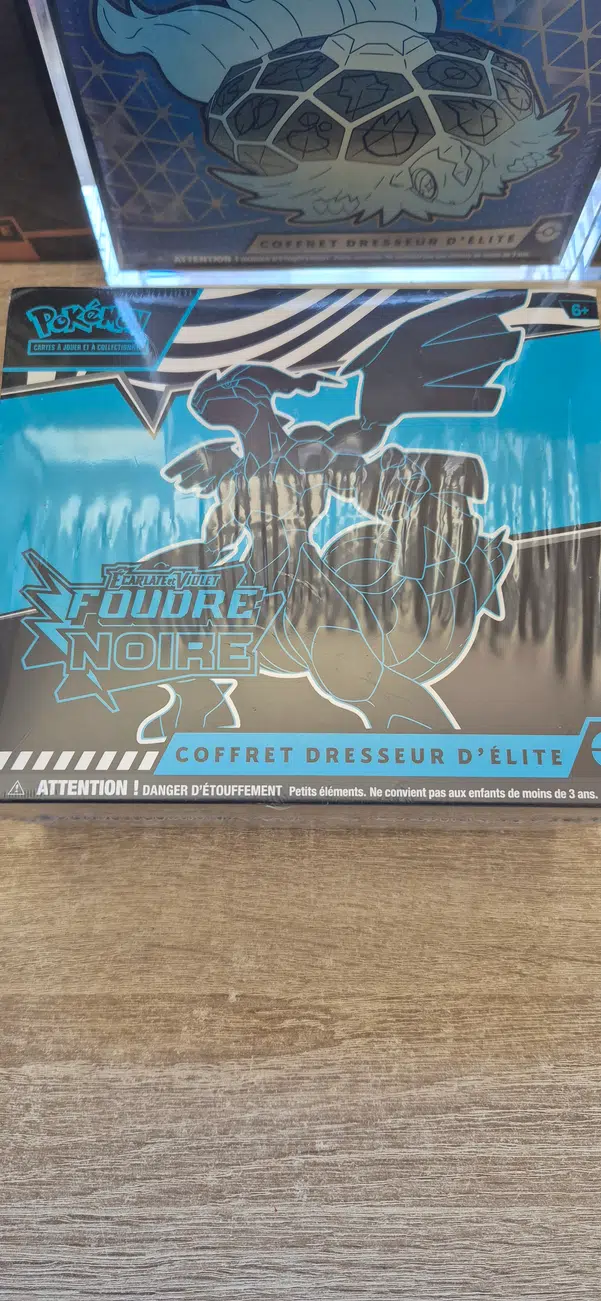 COFFRET DRESSEUR D'ÉLITE
ATTENTION !
POKéMON
CARTES À JOUER ET À COLLECTIONNER
6+
ÉCARLATE ET VIOLET
FOUDRE
NOIRE
COFFRET DRESSEUR D'ÉLITE
ATTENTION ! DANGER D'ÉTOUFFEMENT Petits éléments. Ne convient pas aux enfants de moins de 3 ans.